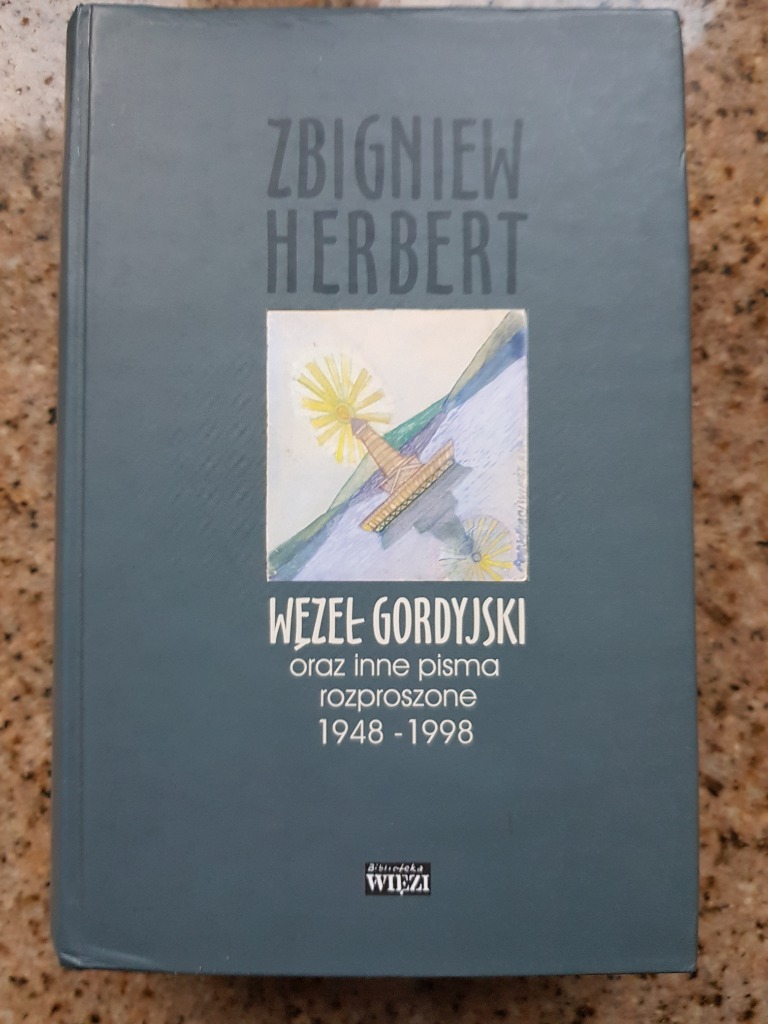 ZBIGNIEW
HERBERT
WĘZEŁ GORDYJSKI
oraz inne pisma
rozproszone
1948 - 1998
Biblioteka
WIĘZI